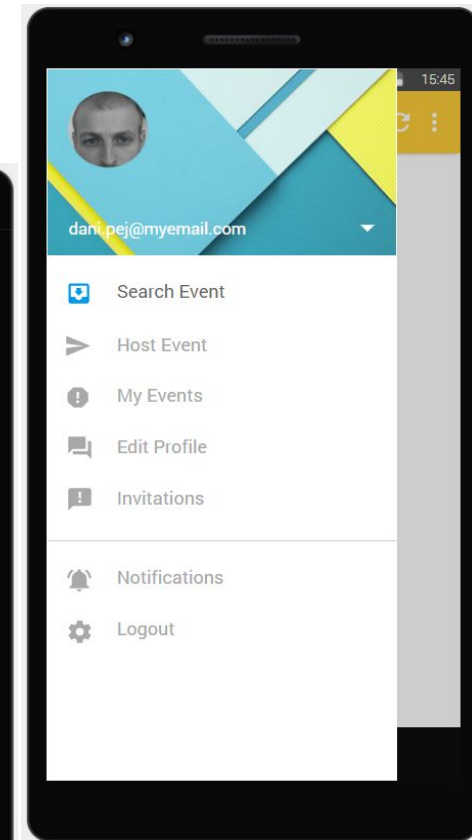 15:45
dani.pej@myemail.com
Search Event
Host Event
My Events
Edit Profile
Invitations
Notifications
Logout